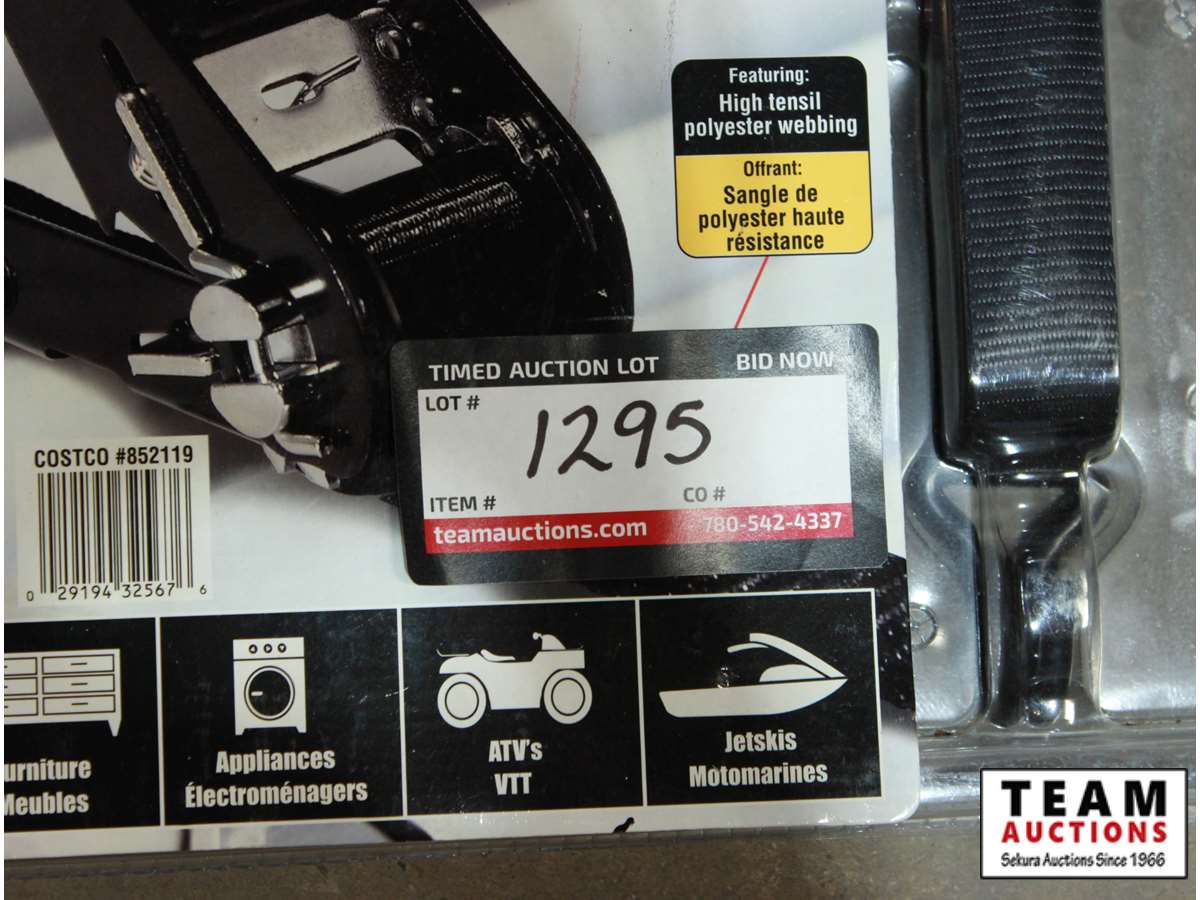 Featuring:
High tensil
polyester webbing
Offrant:
Sangle de
polyester haute
résistance
TIMED AUCTION LOT BID NOW
LOT # 1295
ITEM # CO #
teamauctions.com 780-542-4337
COSTCO #852119
0 29194 32567 6
urniture
Meubles
Appliances
Électroménagers
ATV's
VTT
Jetskis
Motomarines
TEAM
AUCTIONS
Sekura Auctions Since 1966